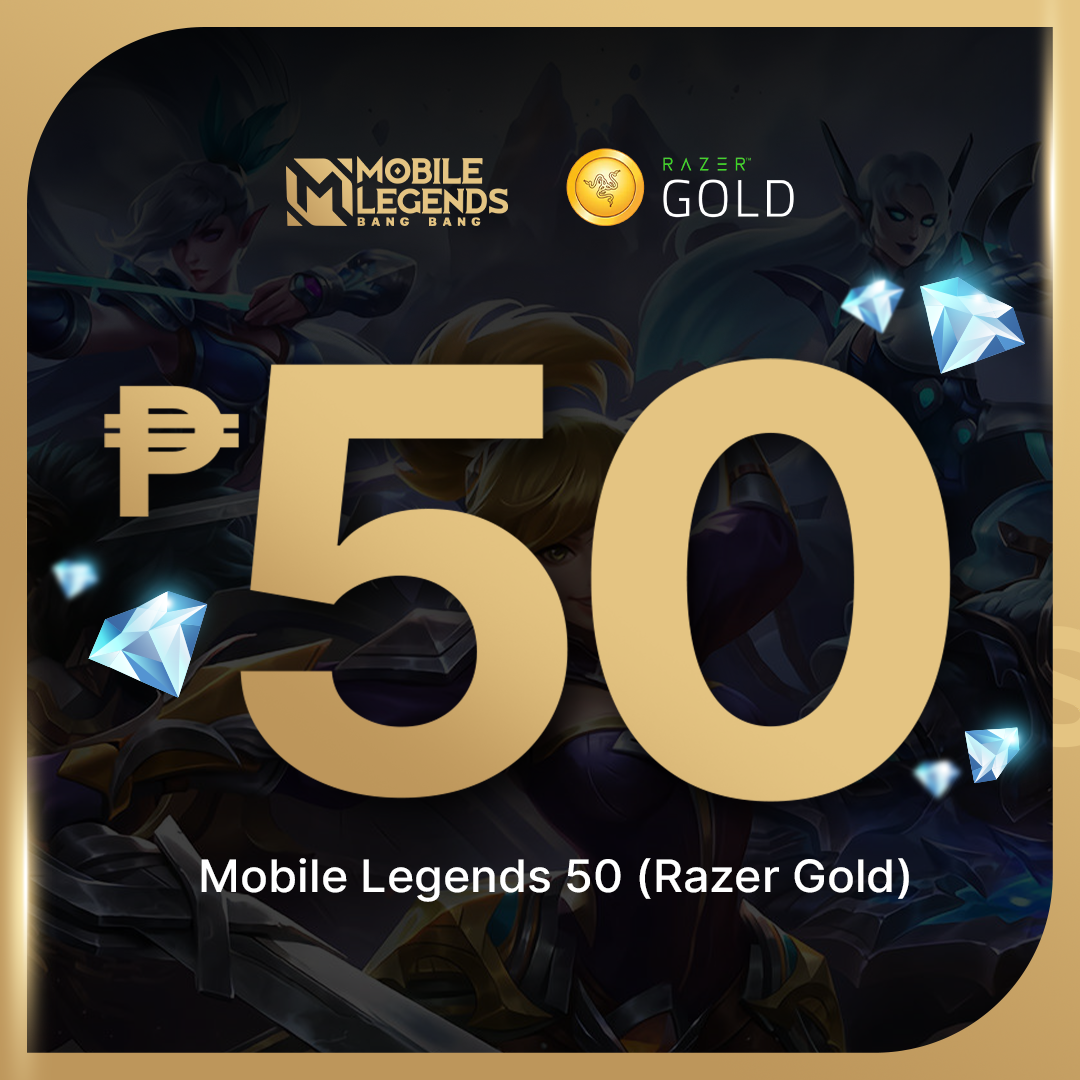 MOBILE
LEGENDS
BANG BANG
RAZER™
GOLD
₱50
Mobile Legends 50 (Razer Gold)